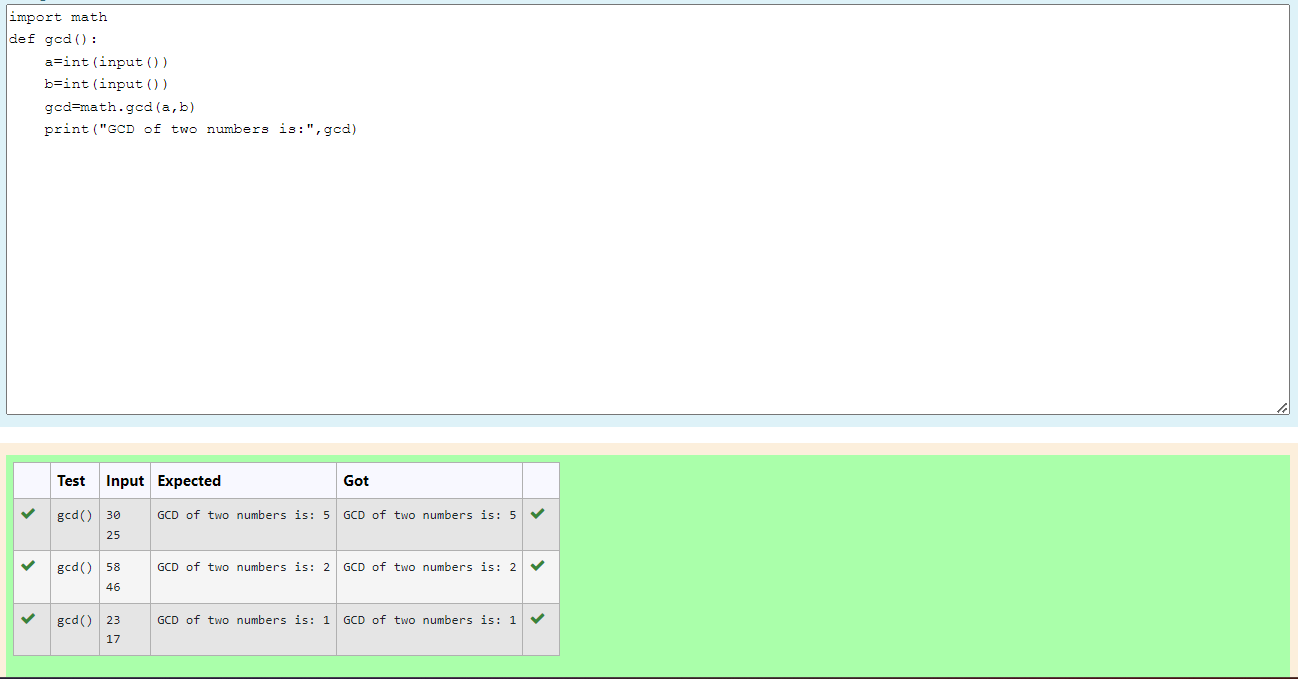 import math
def gcd():
    a=int(input())
    b=int(input())
    gcd=math.gcd(a,b)
    print("GCD of two numbers is:",gcd)
Test Input Expected Got
gcd() 30 GCD of two numbers is: 5 GCD of two numbers is: 5
25
gcd() 58 GCD of two numbers is: 2 GCD of two numbers is: 2
46
gcd() 23 GCD of two numbers is: 1 GCD of two numbers is: 1
17